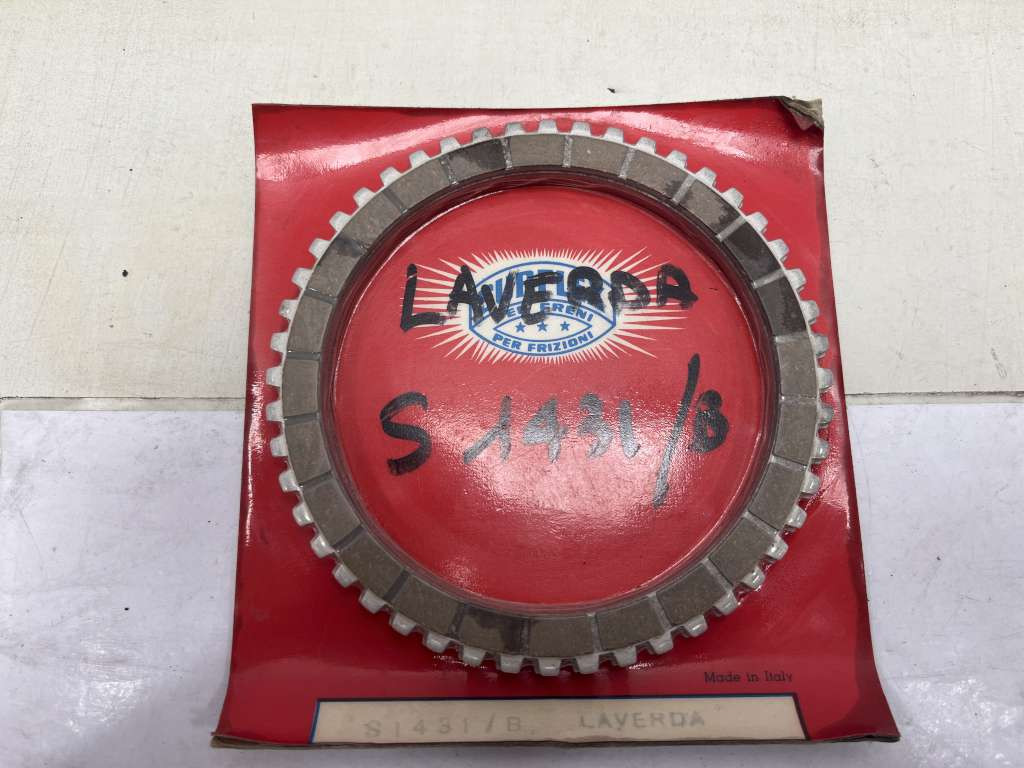 LAVERDA
PER FRIZIONI
S 1431/B
Made in Italy
S1431/B LAVERDA